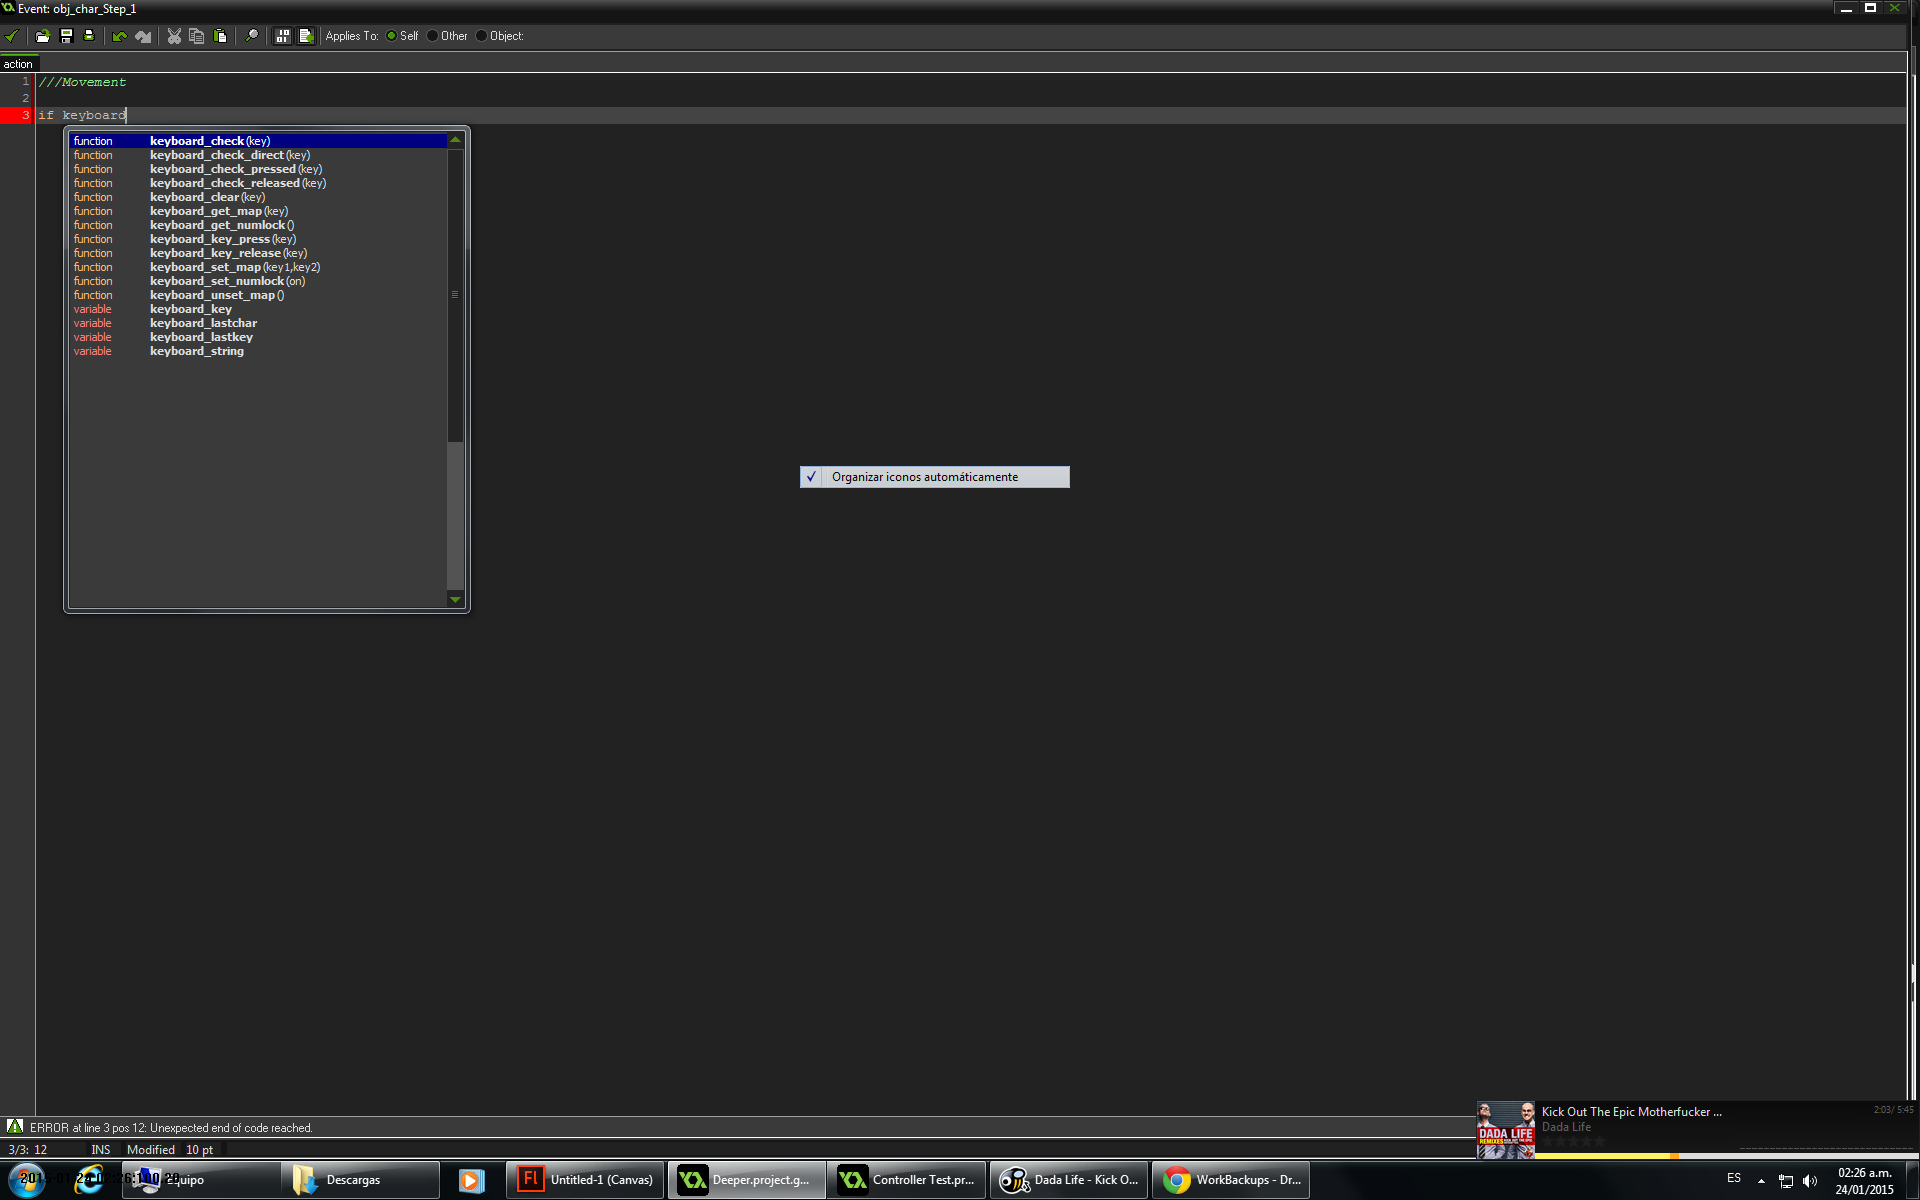 Event: obj_char_Step_1
Applies To: Self Other Object:
action
1 ///Movement
2
3 if keyboard
function keyboard_check(key)
function keyboard_check_direct(key)
function keyboard_check_pressed(key)
function keyboard_check_released(key)
function keyboard_clear(key)
function keyboard_get_map(key)
function keyboard_get_numlock()
function keyboard_key_press(key)
function keyboard_key_release(key)
function keyboard_set_map(key1,key2)
function keyboard_set_numlock(on)
function keyboard_unset_map()
variable keyboard_key
variable keyboard_lastchar
variable keyboard_lastkey
variable keyboard_string
✓ Organizar iconos automáticamente
ERROR at line 3 pos 12: Unexpected end of code reached.
3/3: 12 INS Modified 10 pt
Kick Out The Epic Motherfucker ...
2:03/ 5:45
Dada Life
DADA LIFE
Equipo
Descargas
Fl
Untitled-1 (Canvas)
Deeper.project.g...
Controller Test.pr...
Dada Life - Kick O...
WorkBackups - Dr...
ES
02:26 a.m.
24/01/2015